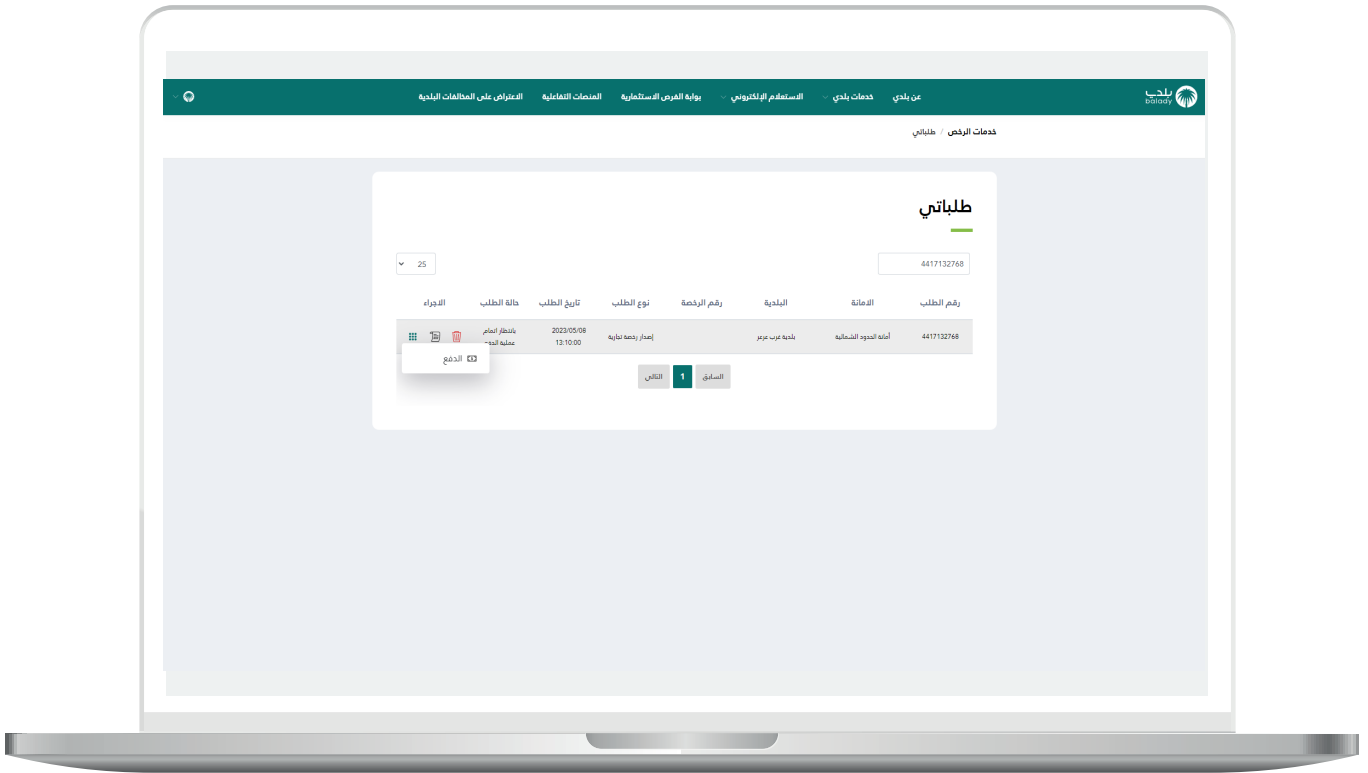 بلدي
balady
عن بلدي
خدمات بلدي
الاستعلام الإلكتروني
بوابة الفرص الاستثمارية
المنصات التفاعلية
الاعتراض على المخالفات البلدية
خدمات الرخص / طلباتي
طلباتي
4417132768
25
رقم الطلب الامانة البلدية رقم الرخصة نوع الطلب تاريخ الطلب حالة الطلب الاجراء
4417132768 أمانة الحدود الشمالية بلدية غرب عرعر إصدار رخصة تجارية 2023/05/08 بانتظار اتمام
13:10:00 عملية الدفع
الدفع
السابق 1 التالي